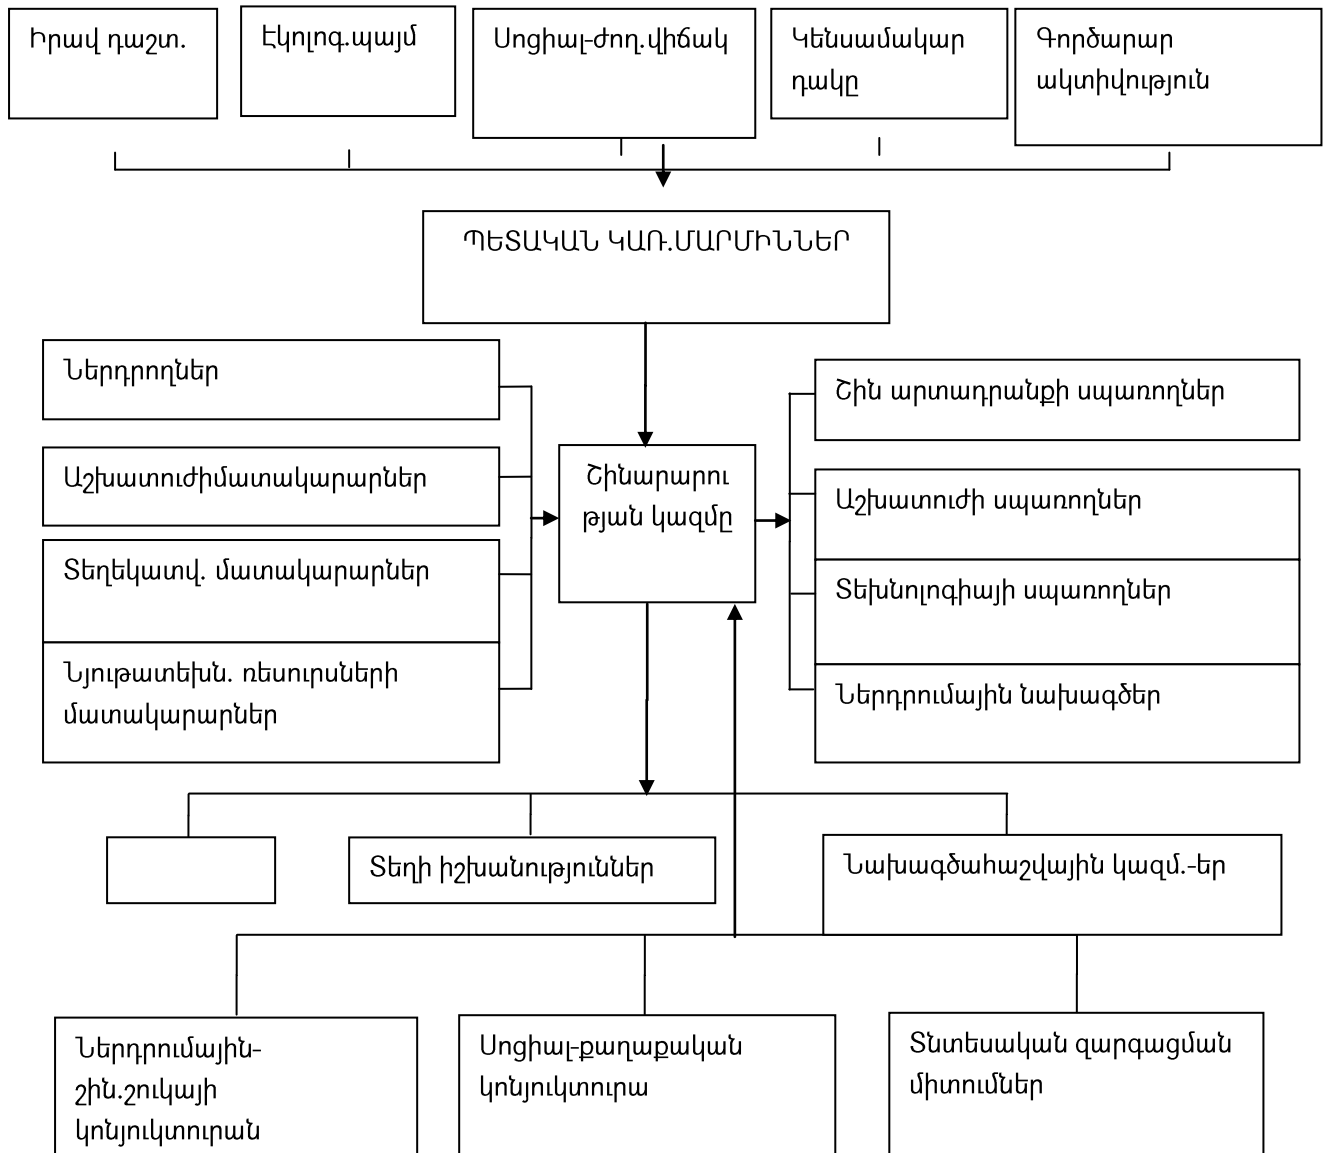 Իրավ դաշտ.
Էկոլոգ.պայմ
Սոցիալ-ժող.վիճակ
Կենսամակար
դակը
Գործարար
ակտիվություն
ՊԵՏԱԿԱՆ ԿԱՌ.ՄԱՐՄԻՆՆԵՐ
Ներդրողներ
Աշխատուժիմատակարարներ
Տեղեկատվ. մատակարարներ
Նյութատեխն. ռեսուրսների
մատակարարներ
Շինարարու
թյան կազմը
Շին արտադրանքի սպառողներ
Աշխատուժի սպառողներ
Տեխնոլոգիայի սպառողներ
Ներդրումային նախագծեր
Տեղի իշխանություններ
Նախագծահաշվային կազմ.-եր
Ներդրումային-
շին.շուկայի
կոնյուկտուրան
Սոցիալ-քաղաքական
կոնյուկտուրա
Տնտեսական զարգացման
միտումներ